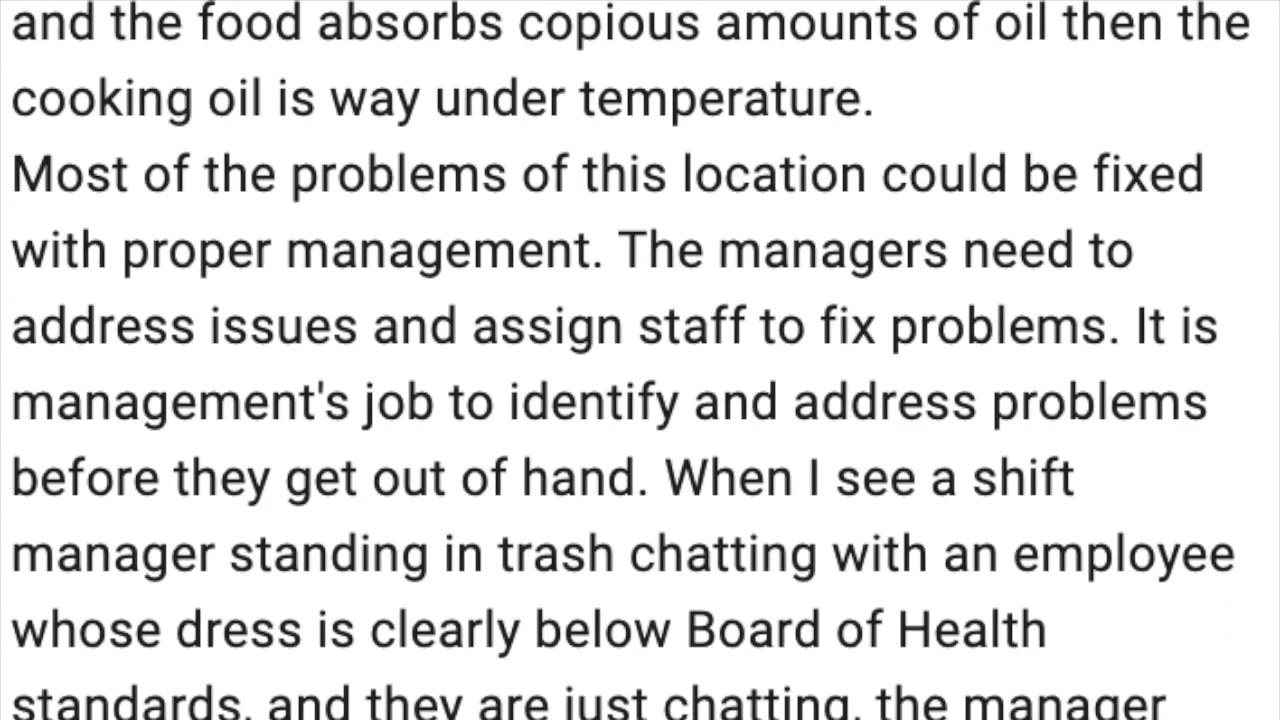 and the food absorbs copious amounts of oil then the
cooking oil is way under temperature.
Most of the problems of this location could be fixed
with proper management. The managers need to
address issues and assign staff to fix problems. It is
management's job to identify and address problems
before they get out of hand. When I see a shift
manager standing in trash chatting with an employee
whose dress is clearly below Board of Health
standards, and they are just chatting, the manager